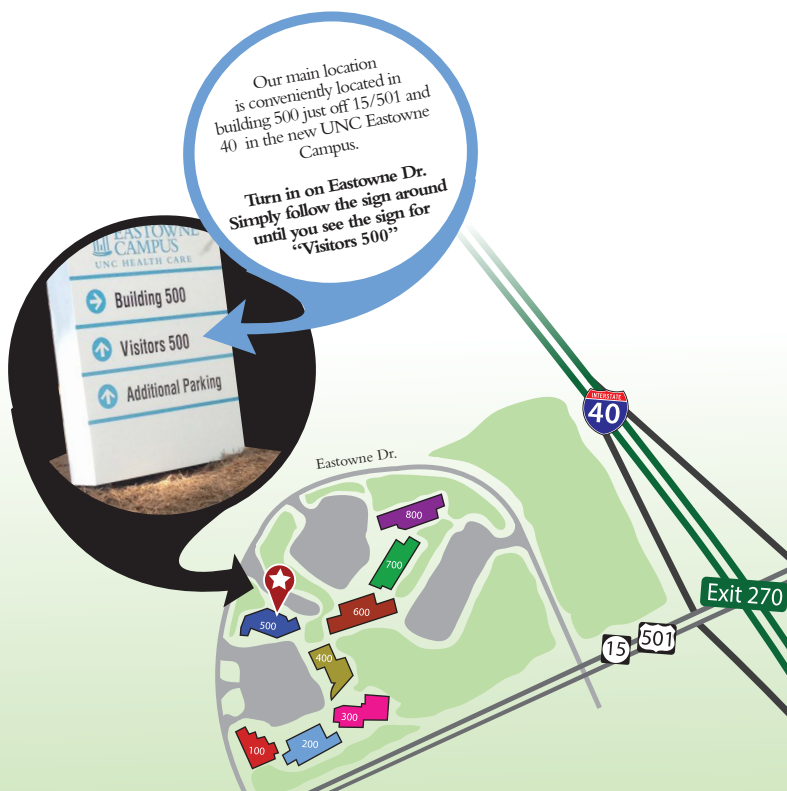 Our main location
is conveniently located in
building 500 just off 15/501 and
40 in the new UNC Eastowne
Campus.
Turn in on Eastowne Dr.
Simply follow the sign around
until you see the sign for
“Visitors 500”
EASTOWNE
CAMPUS
UNC HEALTH CARE
Building 500
Visitors 500
Additional Parking
INTERSTATE
40
Eastowne Dr.
800
700
600
500
400
300
200
100
Exit 270
501
15